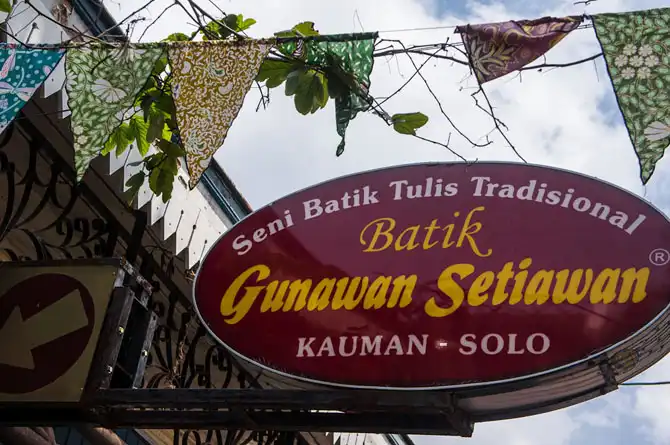 Seni Batik Tulis Tradisional
Batik
Gunawan Setiawan ®
KAUMAN - SOLO